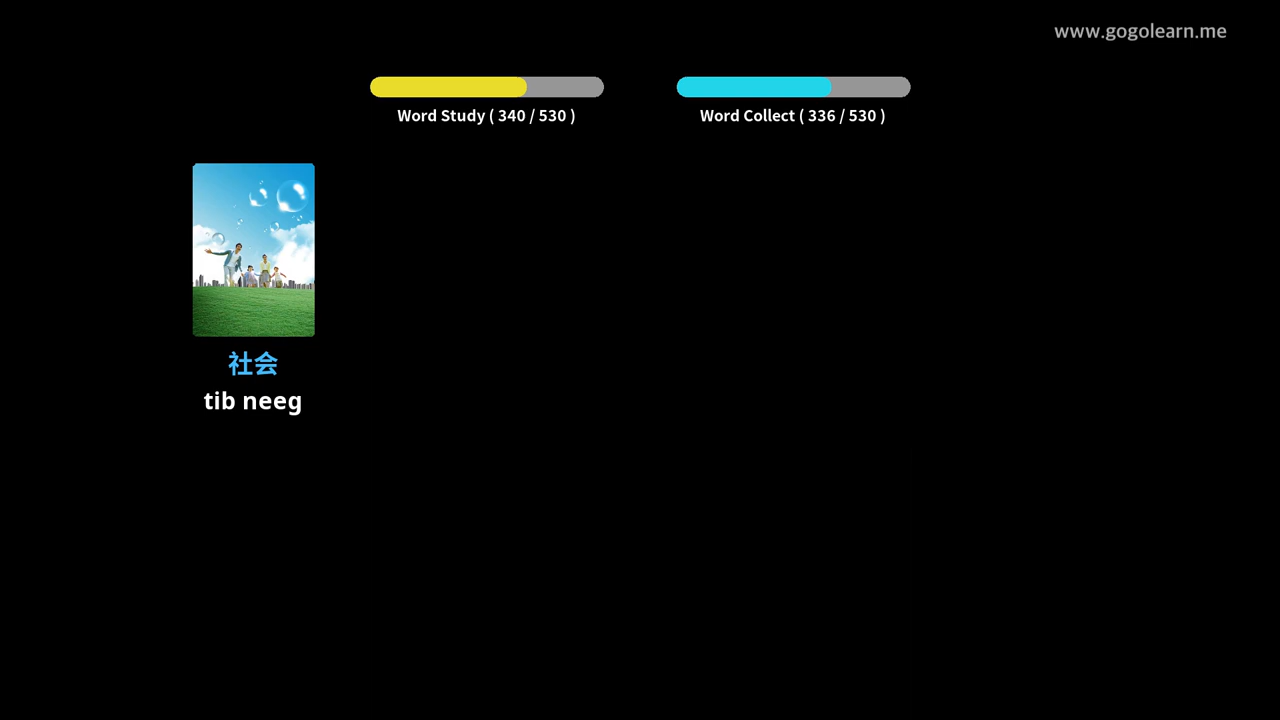 www.gogolearn.me
Word Study ( 340 / 530 )
Word Collect ( 336 / 530 )
社会
tib neeg